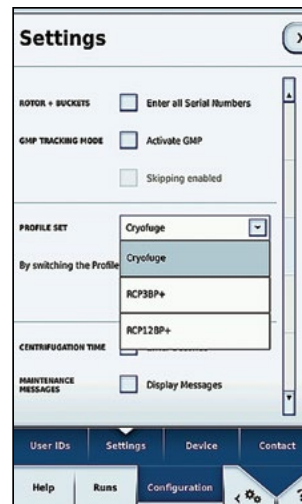 Settings
ROTOR + BUCKETS Enter all Serial Numbers
GMP TRACKING MODE Activate GMP
Skipping enabled
PROFILE SET Cryofuge
By switching the Profile Cryofuge
RCP3BP+
RCP12BP+
CENTRIFUGATION TIME
MAINTENANCE
MESSAGES Display Messages
User IDs Settings Device Contact
Help Runs Configuration